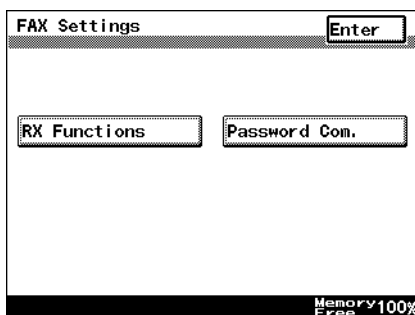 FAX Settings
Enter
RX Functions
Password Com.
Memory
Free 100%